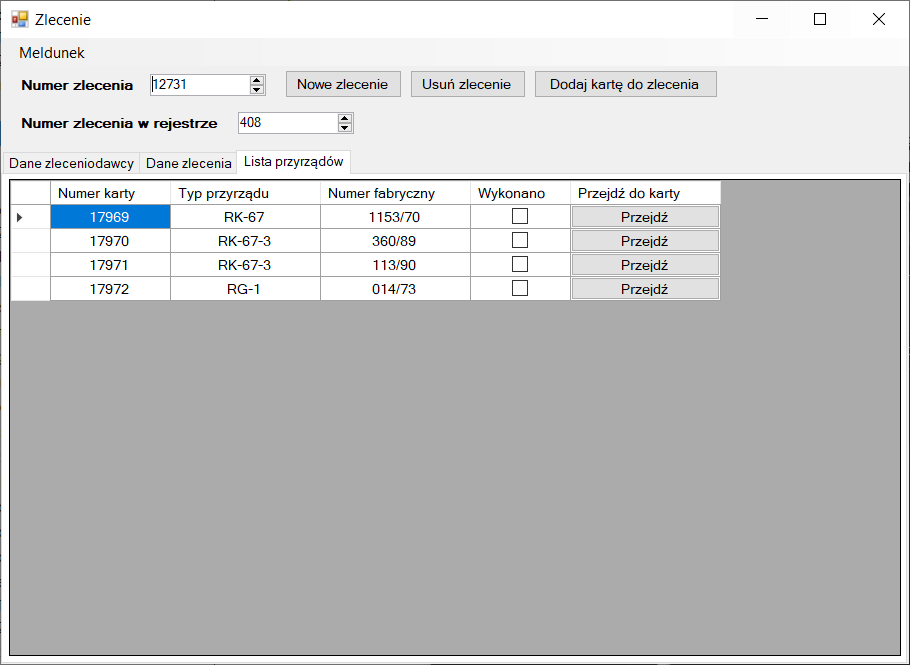 Zlecenie
Meldunek
Numer zlecenia 12731 Nowe zlecenie Usuń zlecenie Dodaj kartę do zlecenia
Numer zlecenia w rejestrze 408
Dane zleceniodawcy Dane zlecenia Lista przyrządów
Numer karty Typ przyrządu Numer fabryczny Wykonano Przejdź do karty
17969 RK-67 1153/70 Przejdź
17970 RK-67-3 360/89 Przejdź
17971 RK-67-3 113/90 Przejdź
17972 RG-1 014/73 Przejdź